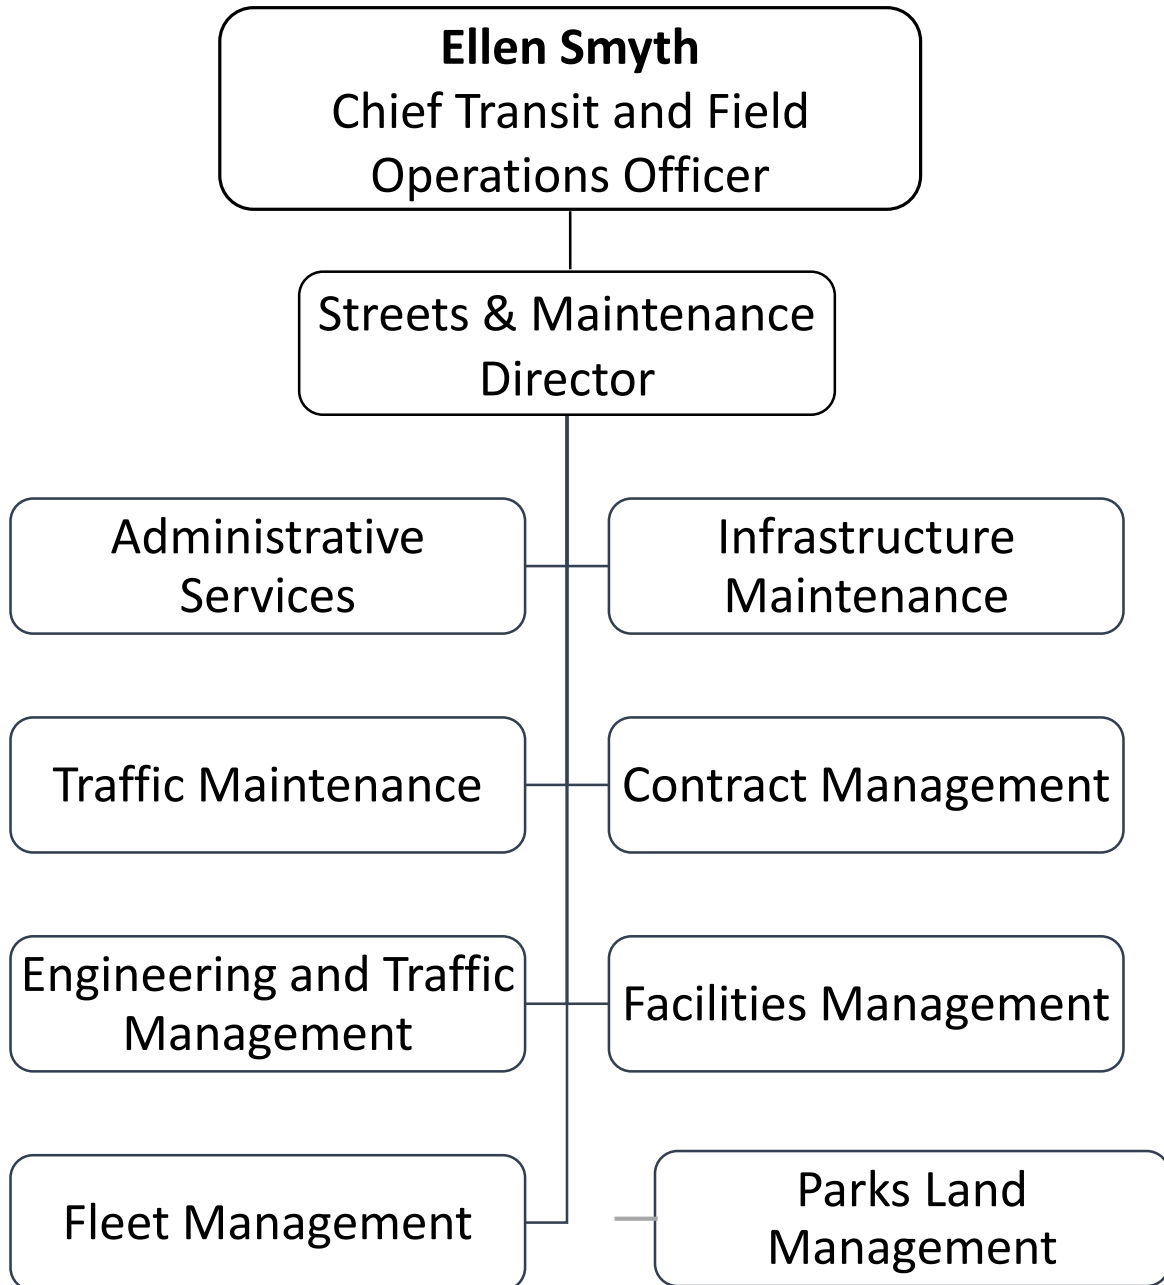 Ellen Smyth
Chief Transit and Field
Operations Officer
Streets & Maintenance
Director
Administrative
Services
Infrastructure
Maintenance
Traffic Maintenance
Contract Management
Engineering and Traffic
Management
Facilities Management
Fleet Management
Parks Land
Management